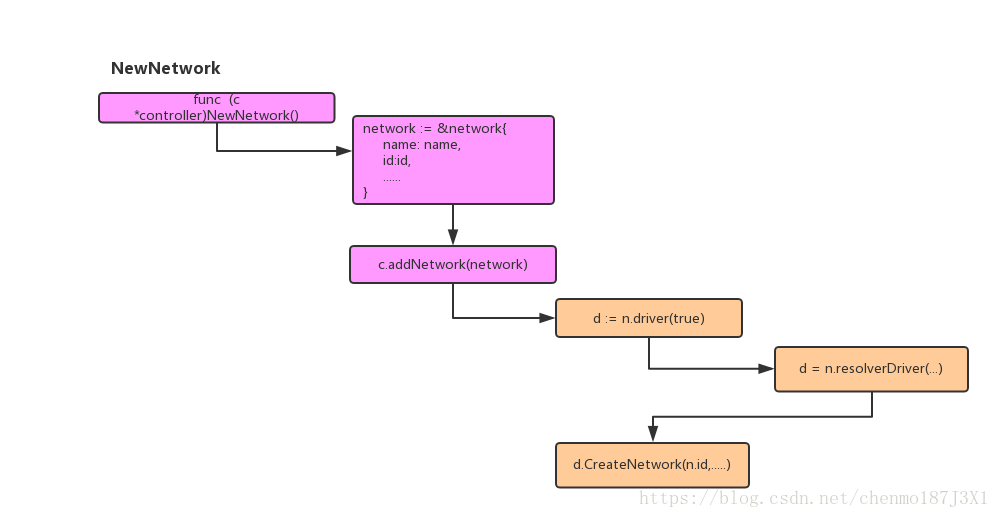 NewNetwork
func (c
*controller)NewNetwork()
network := &network{
name: name,
id:id,
......
}
c.addNetwork(network)
d := n.driver(true)
d = n.resolverDriver(...)
d.CreateNetwork(n.id,.....)
https://blog.csdn.net/chenmo187J3X1